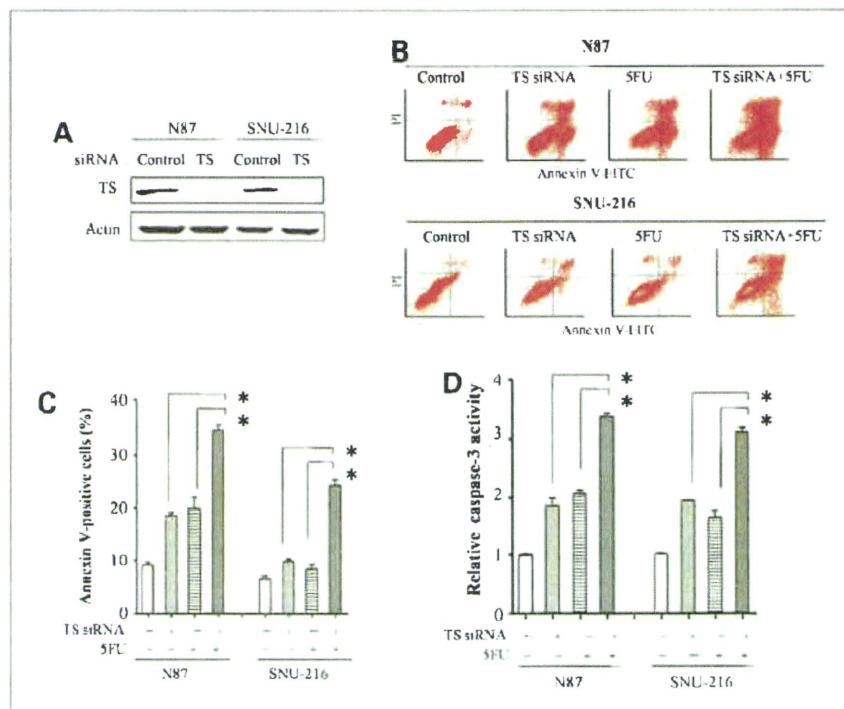 A
N87 SNU-216
siRNA Control TS Control TS
TS
Actin
B
N87
Control TS siRNA 5FU TS siRNA+5FU
PI
Annexin V-FITC
SNU-216
Control TS siRNA 5FU TS siRNA+5FU
PI
Annexin V-FITC
C
Annexin V-positive cells (%)
40
30
20
10
0
* *
* *
TS siRNA − + − + − + − +
5FU − − + + − − + +
N87 SNU-216
D
Relative caspase-3 activity
4
3
2
1
0
* *
* *
TS siRNA
5FU
N87 SNU-216